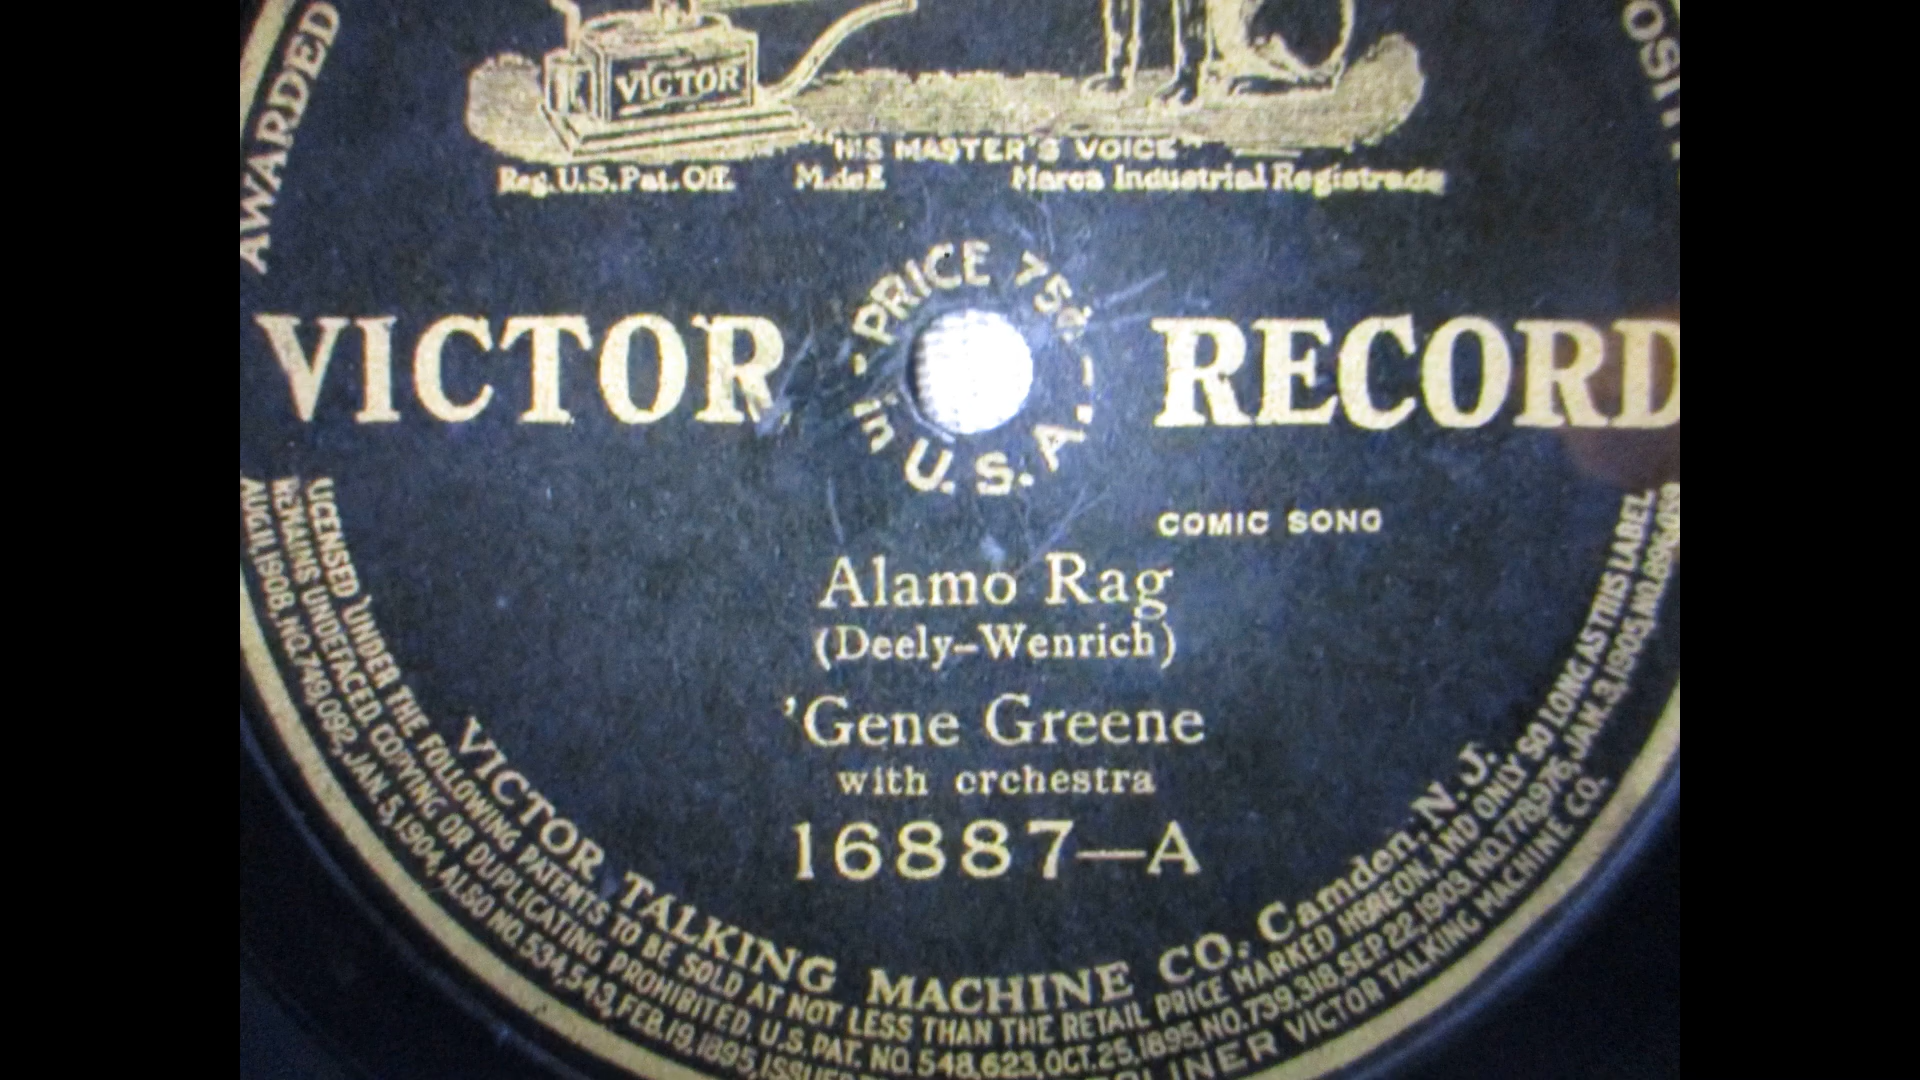 AWARDED
VICTOR
"HIS MASTER'S VOICE"
Reg.U.S.Pat.Off. M.deF. Marca Industrial Registrada
PRICE 75¢
VICTOR RECORD
in U.S.A.
COMIC SONG
Alamo Rag
(Deely-Wenrich)
'Gene Greene
with orchestra
16887—A
VICTOR TALKING MACHINE CO. Camden, N. J.
LICENSED UNDER THE FOLLOWING PATENTS TO BE SOLD AT NOT LESS THAN THE RETAIL PRICE MARKED HEREON, AND ONLY SO LONG AS THIS LABEL
REMAINS UNDEFACED. COPYING OR DUPLICATING PROHIBITED. U.S. PAT. NO. 548,623, OCT. 25, 1895, NO. 739,318, SEP. 22, 1903, NO. 778,976, JAN. 3, 1905,
AUG. 11, 1908, NO. 749,092, JAN. 5, 1904, ALSO NO. 534,543, FEB. 19, 1895, VICTOR TALKING MACHINE CO.